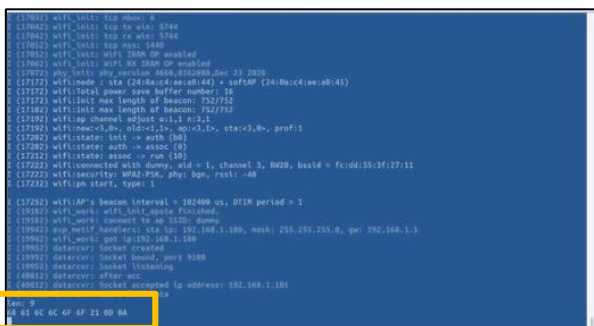 I (17032) wifi_init: tcp mbox: 6
I (17042) wifi_init: tcp tx win: 5744
I (17042) wifi_init: tcp rx win: 5744
I (17052) wifi_init: tcp mss: 1440
I (17052) wifi_init: WiFi IRAM OP enabled
I (17062) wifi_init: WiFi RX IRAM OP enabled
I (17072) phy_init: phy_version 4660,0162888,Dec 23 2020
I (17172) wifi:mode : sta (24:0a:c4:ae:a8:44) + softAP (24:0a:c4:ae:a8:45)
I (17172) wifi:Total power save buffer number: 16
I (17172) wifi:Init max length of beacon: 752/752
I (17182) wifi:Init max length of beacon: 752/752
I (17192) wifi:ap channel adjust o:1,1 n:3,1
I (17192) wifi:new:<3,0>, old:<1,1>, ap:<3,1>, sta:<3,0>, prof:1
I (17202) wifi:state: init -> auth (b0)
I (17202) wifi:state: auth -> assoc (0)
I (17212) wifi:state: assoc -> run (10)
I (17222) wifi:connected with dummy, aid = 1, channel 3, BW20, bssid = fc:dd:55:3f:27:11
I (17222) wifi:security: WPA2-PSK, phy: bgn, rssi: -48
I (17232) wifi:pm start, type: 1
I (17252) wifi:AP's beacon interval = 102400 us, DTIM period = 1
I (19182) wifi_work: wifi_init_apsta finished.
I (19182) wifi_work: connect to ap SSID: dummy
I (19942) esp_netif_handlers: sta ip: 192.168.1.100, mask: 255.255.255.0, gw: 192.168.1.1
I (19942) wifi_work: got ip:192.168.1.100
I (19952) datarcvr: Socket created
I (19952) datarcvr: Socket bound, port 9100
I (19952) datarcvr: Socket listening
I (40012) datarcvr: after acc
I (40012) datarcvr: Socket accepted ip address: 192.168.1.101
len: 9
68 61 6C 6C 6F 6F 21 0D 0A